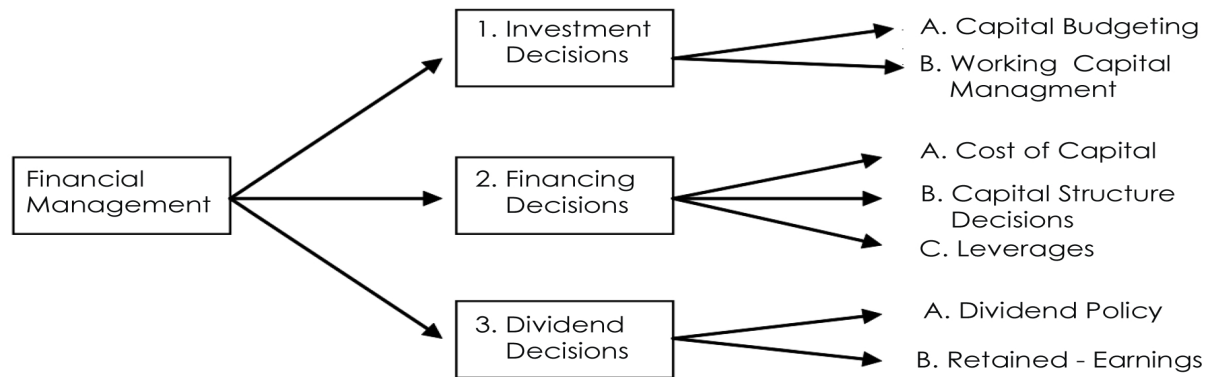 Financial
Management
1. Investment
Decisions
A. Capital Budgeting
B. Working Capital
Managment
2. Financing
Decisions
A. Cost of Capital
B. Capital Structure
Decisions
C. Leverages
3. Dividend
Decisions
A. Dividend Policy
B. Retained - Earnings